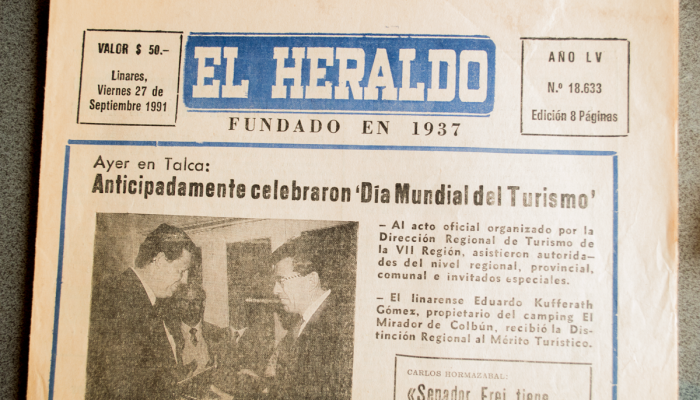 VALOR $ 50.—
Linares,
Viernes 27 de
Septiembre 1991
EL HERALDO
FUNDADO EN 1937
AÑO LV
N.º 18.633
Edición 8 Páginas
Ayer en Talca:
Anticipadamente celebraron 'Día Mundial del Turismo'
— Al acto oficial organizado por la
Dirección Regional de Turismo de
la VII Región, asistieron autorida-
des del nivel regional, provincial,
comunal e invitados especiales.
— El linarense Eduardo Kufferath
Gómez, propietario del camping El
Mirador de Colbún, recibió la Dis-
tinción Regional al Mérito Turístico.
CARLOS HORMAZABAL:
«Senador Frei tiene